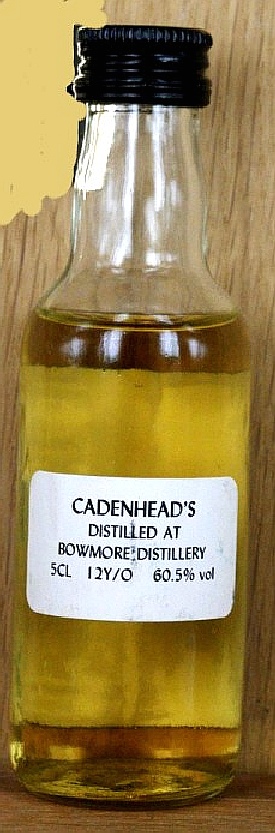 CADENHEAD'S
DISTILLED AT
BOWMORE DISTILLERY
5CL 12Y/O 60.5% vol